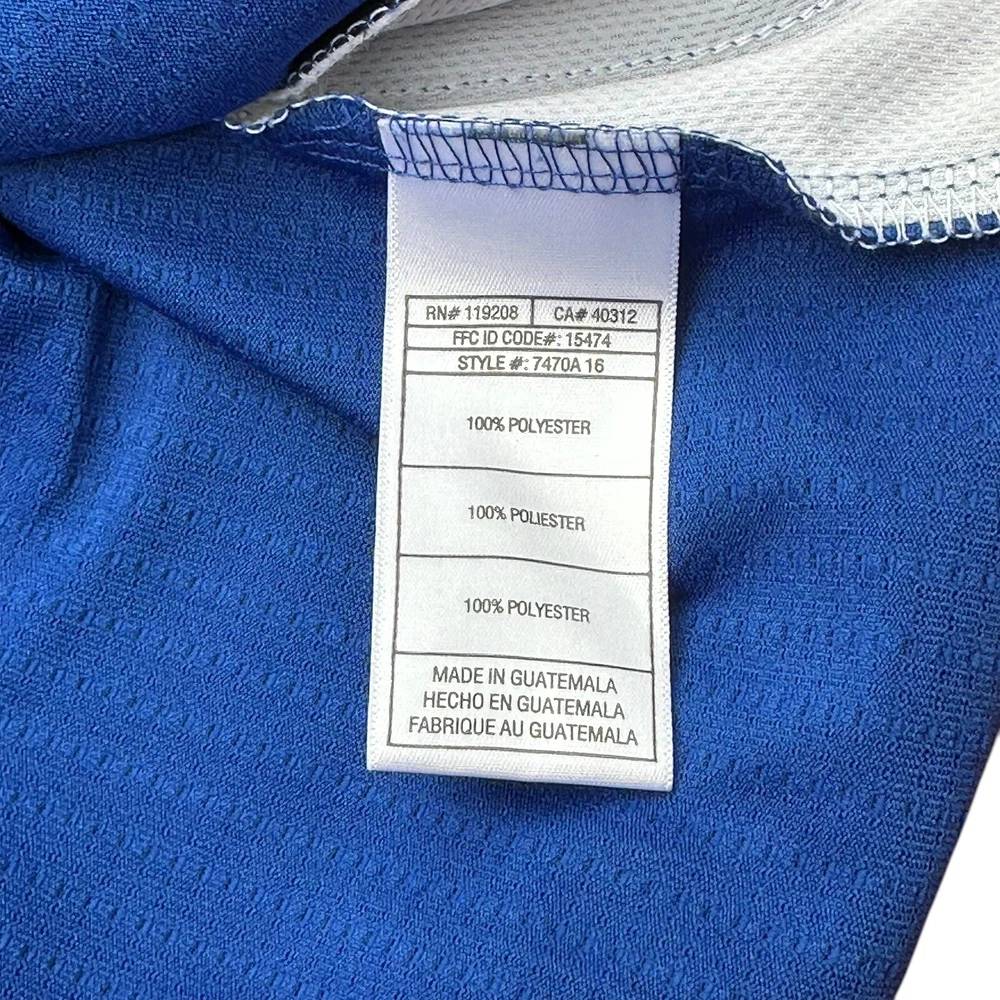 RN# 119208 CA# 40312
FFC ID CODE#: 15474
STYLE #: 7470A 16
100% POLYESTER
100% POLIESTER
100% POLYESTER
MADE IN GUATEMALA
HECHO EN GUATEMALA
FABRIQUE AU GUATEMALA